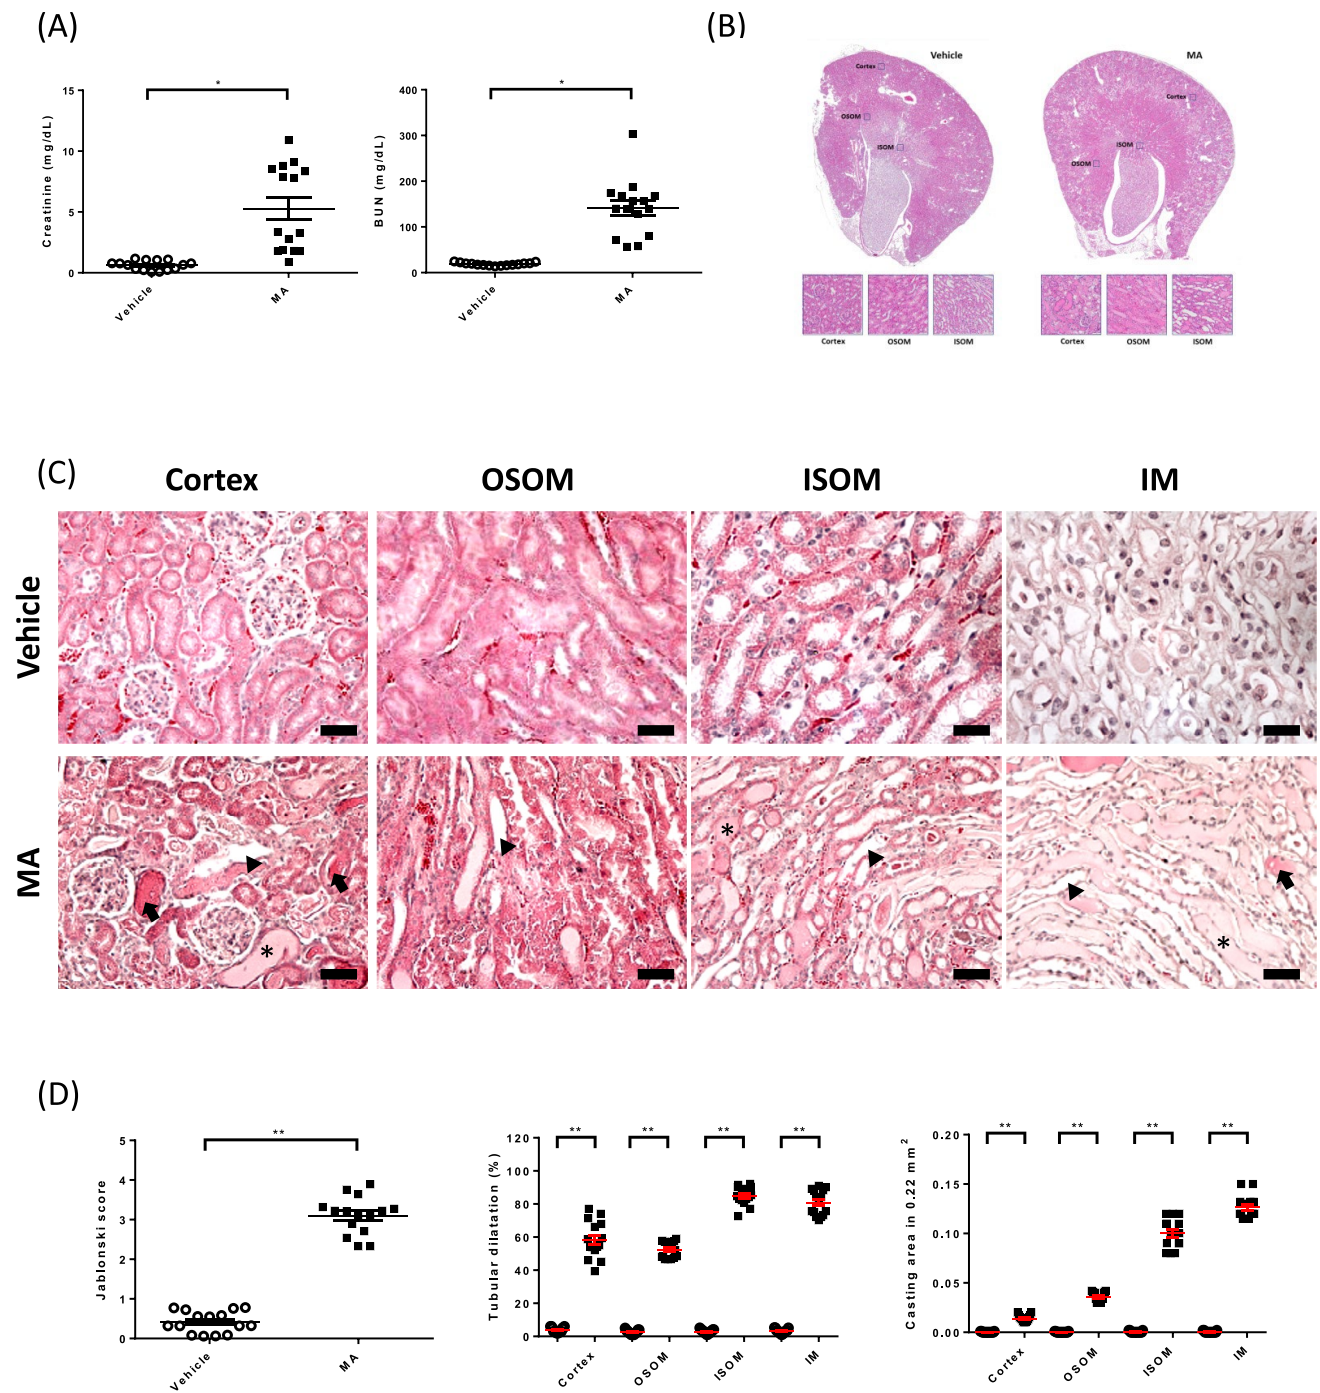 (A)
*
15
10
5
0
Creatinine (mg/dL)
Vehicle
MA
*
400
300
200
100
0
BUN (mg/dL)
Vehicle
MA
(B)
Vehicle
Cortex
OSOM
ISOM
MA
Cortex
ISOM
OSOM
Cortex
OSOM
ISOM
Cortex
OSOM
ISOM
(C)
Cortex
OSOM
ISOM
IM
Vehicle
MA
*
*
*
(D)
**
5
4
3
2
1
0
Jablonski score
Vehicle
MA
**
**
**
**
120
100
80
60
40
20
0
Tubular dilatation (%)
Cortex
OSOM
ISOM
IM
**
**
**
**
0.20
0.15
0.10
0.05
0.00
Casting area in 0.22 mm²
Cortex
OSOM
ISOM
IM